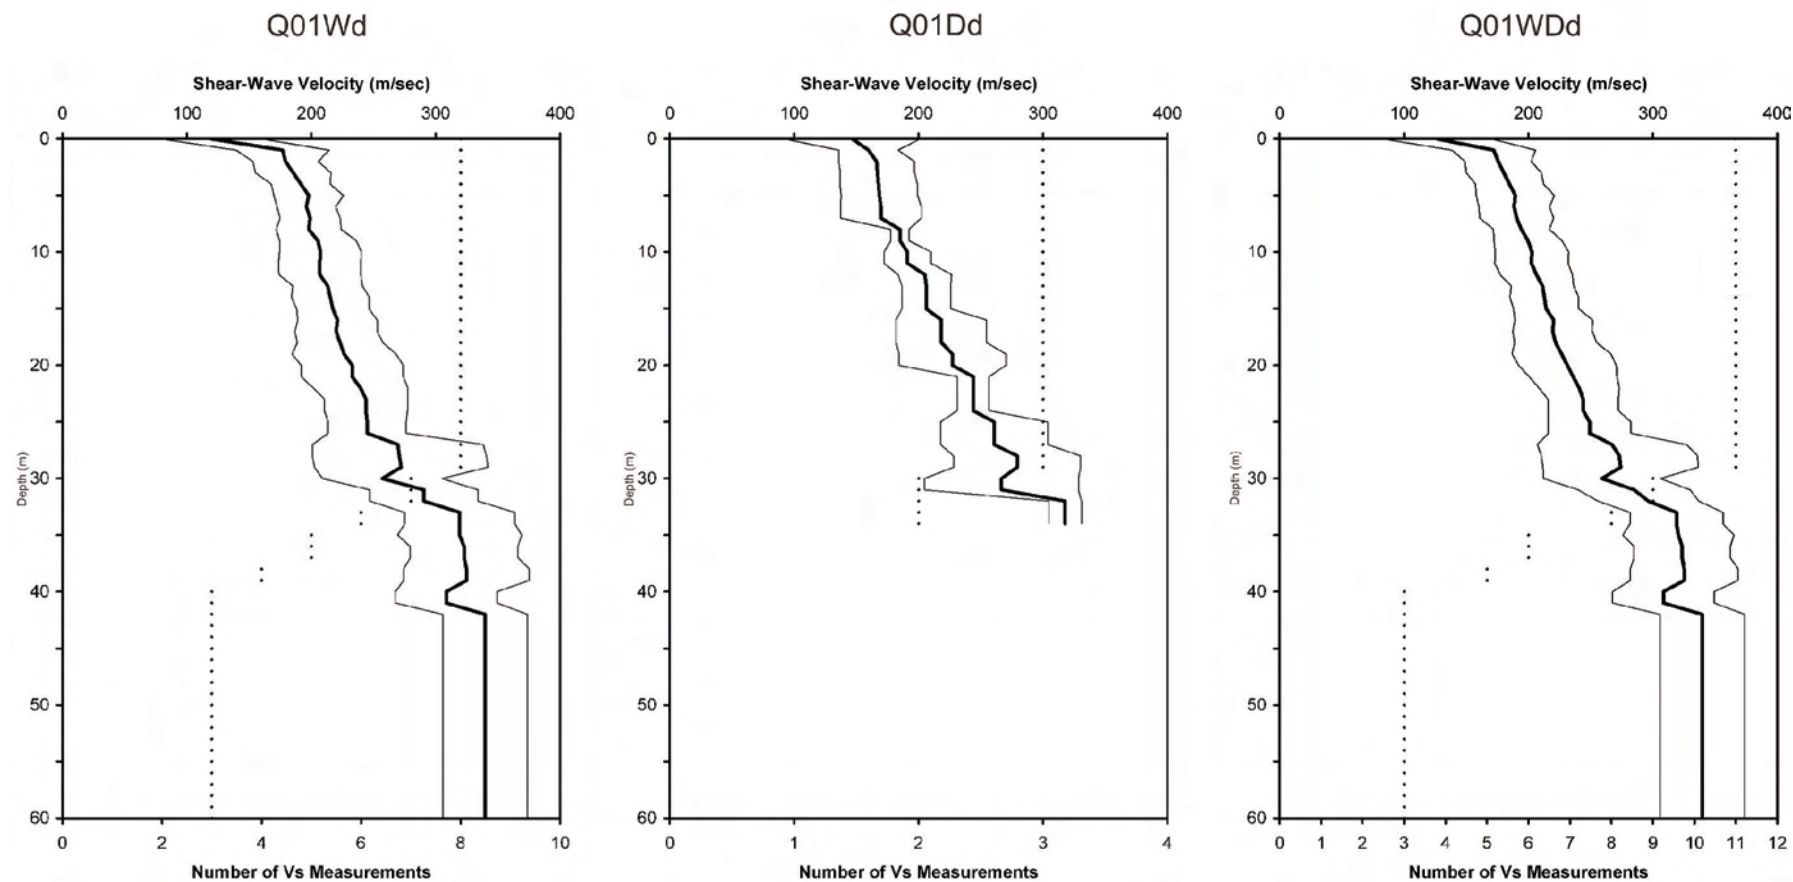 Q01Wd
Shear-Wave Velocity (m/sec)
0 100 200 300 400
0
10
20
30
40
50
60
Depth (m)
0 2 4 6 8 10
Number of Vs Measurements
Q01Dd
Shear-Wave Velocity (m/sec)
0 100 200 300 400
0
10
20
30
40
50
60
Depth (m)
0 1 2 3 4
Number of Vs Measurements
Q01WDd
Shear-Wave Velocity (m/sec)
0 100 200 300 400
0
10
20
30
40
50
60
Depth (m)
0 1 2 3 4 5 6 7 8 9 10 11 12
Number of Vs Measurements